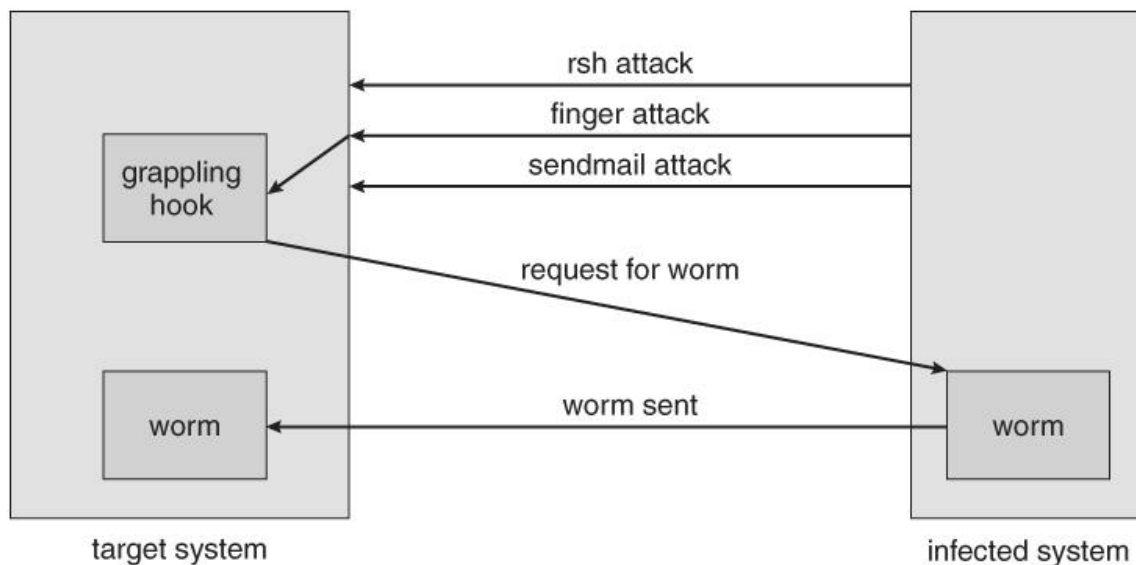 rsh attack
finger attack
sendmail attack
grappling
hook
request for worm
worm
worm sent
worm
target system
infected system